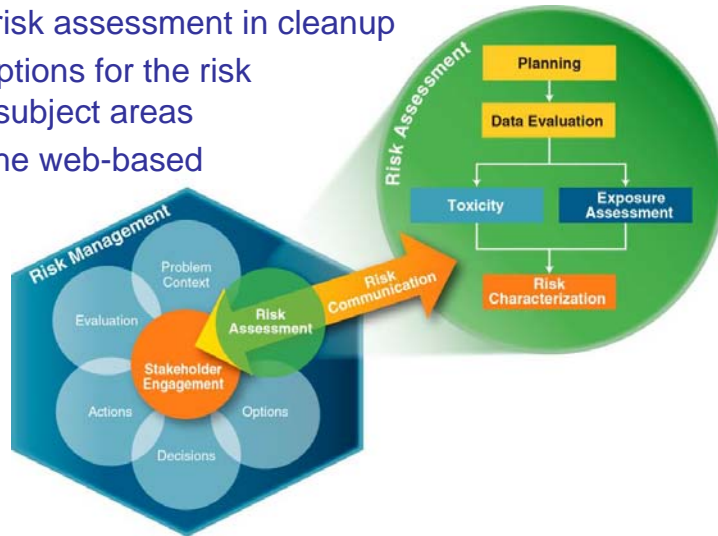 risk assessment in cleanup
ptions for the risk
subject areas
ne web-based
Risk Assessment
Planning
Data Evaluation
Toxicity
Exposure
Assessment
Risk
Characterization
Risk Management
Problem
Context
Evaluation
Risk
Assessment
Risk
Communication
Stakeholder
Engagement
Actions
Options
Decisions